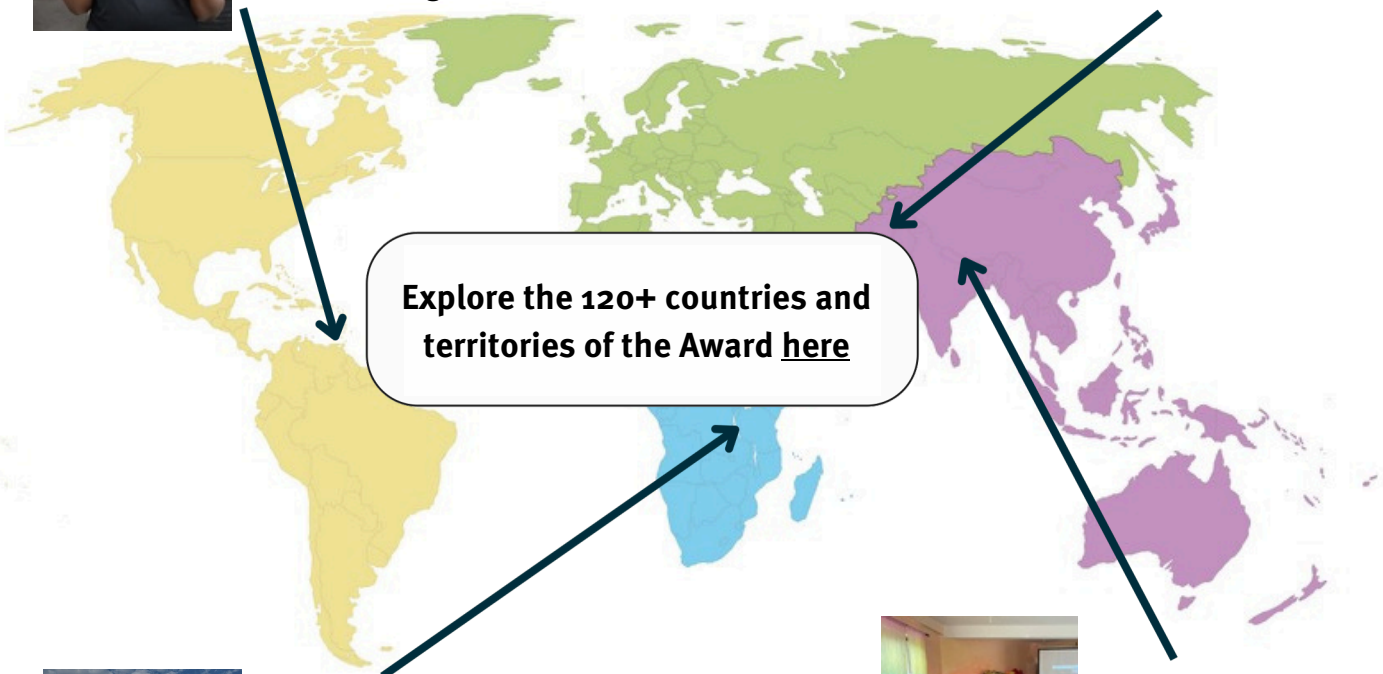 Explore the 120+ countries and
territories of the Award here